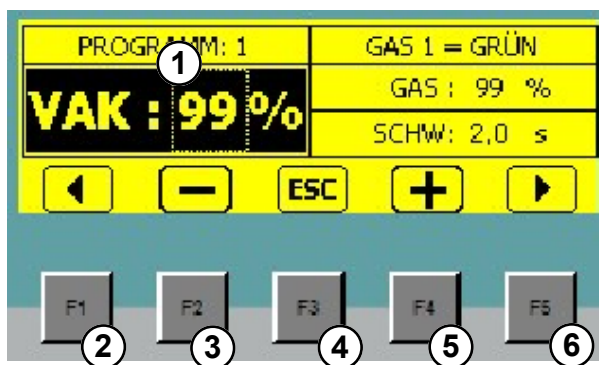 PROGRAMM: 1
GAS 1 = GRÜN
1
VAK : 99 %
GAS : 99 %
SCHW: 2,0 s
ESC
F1 F2 F3 F4 F5
2 3 4 5 6